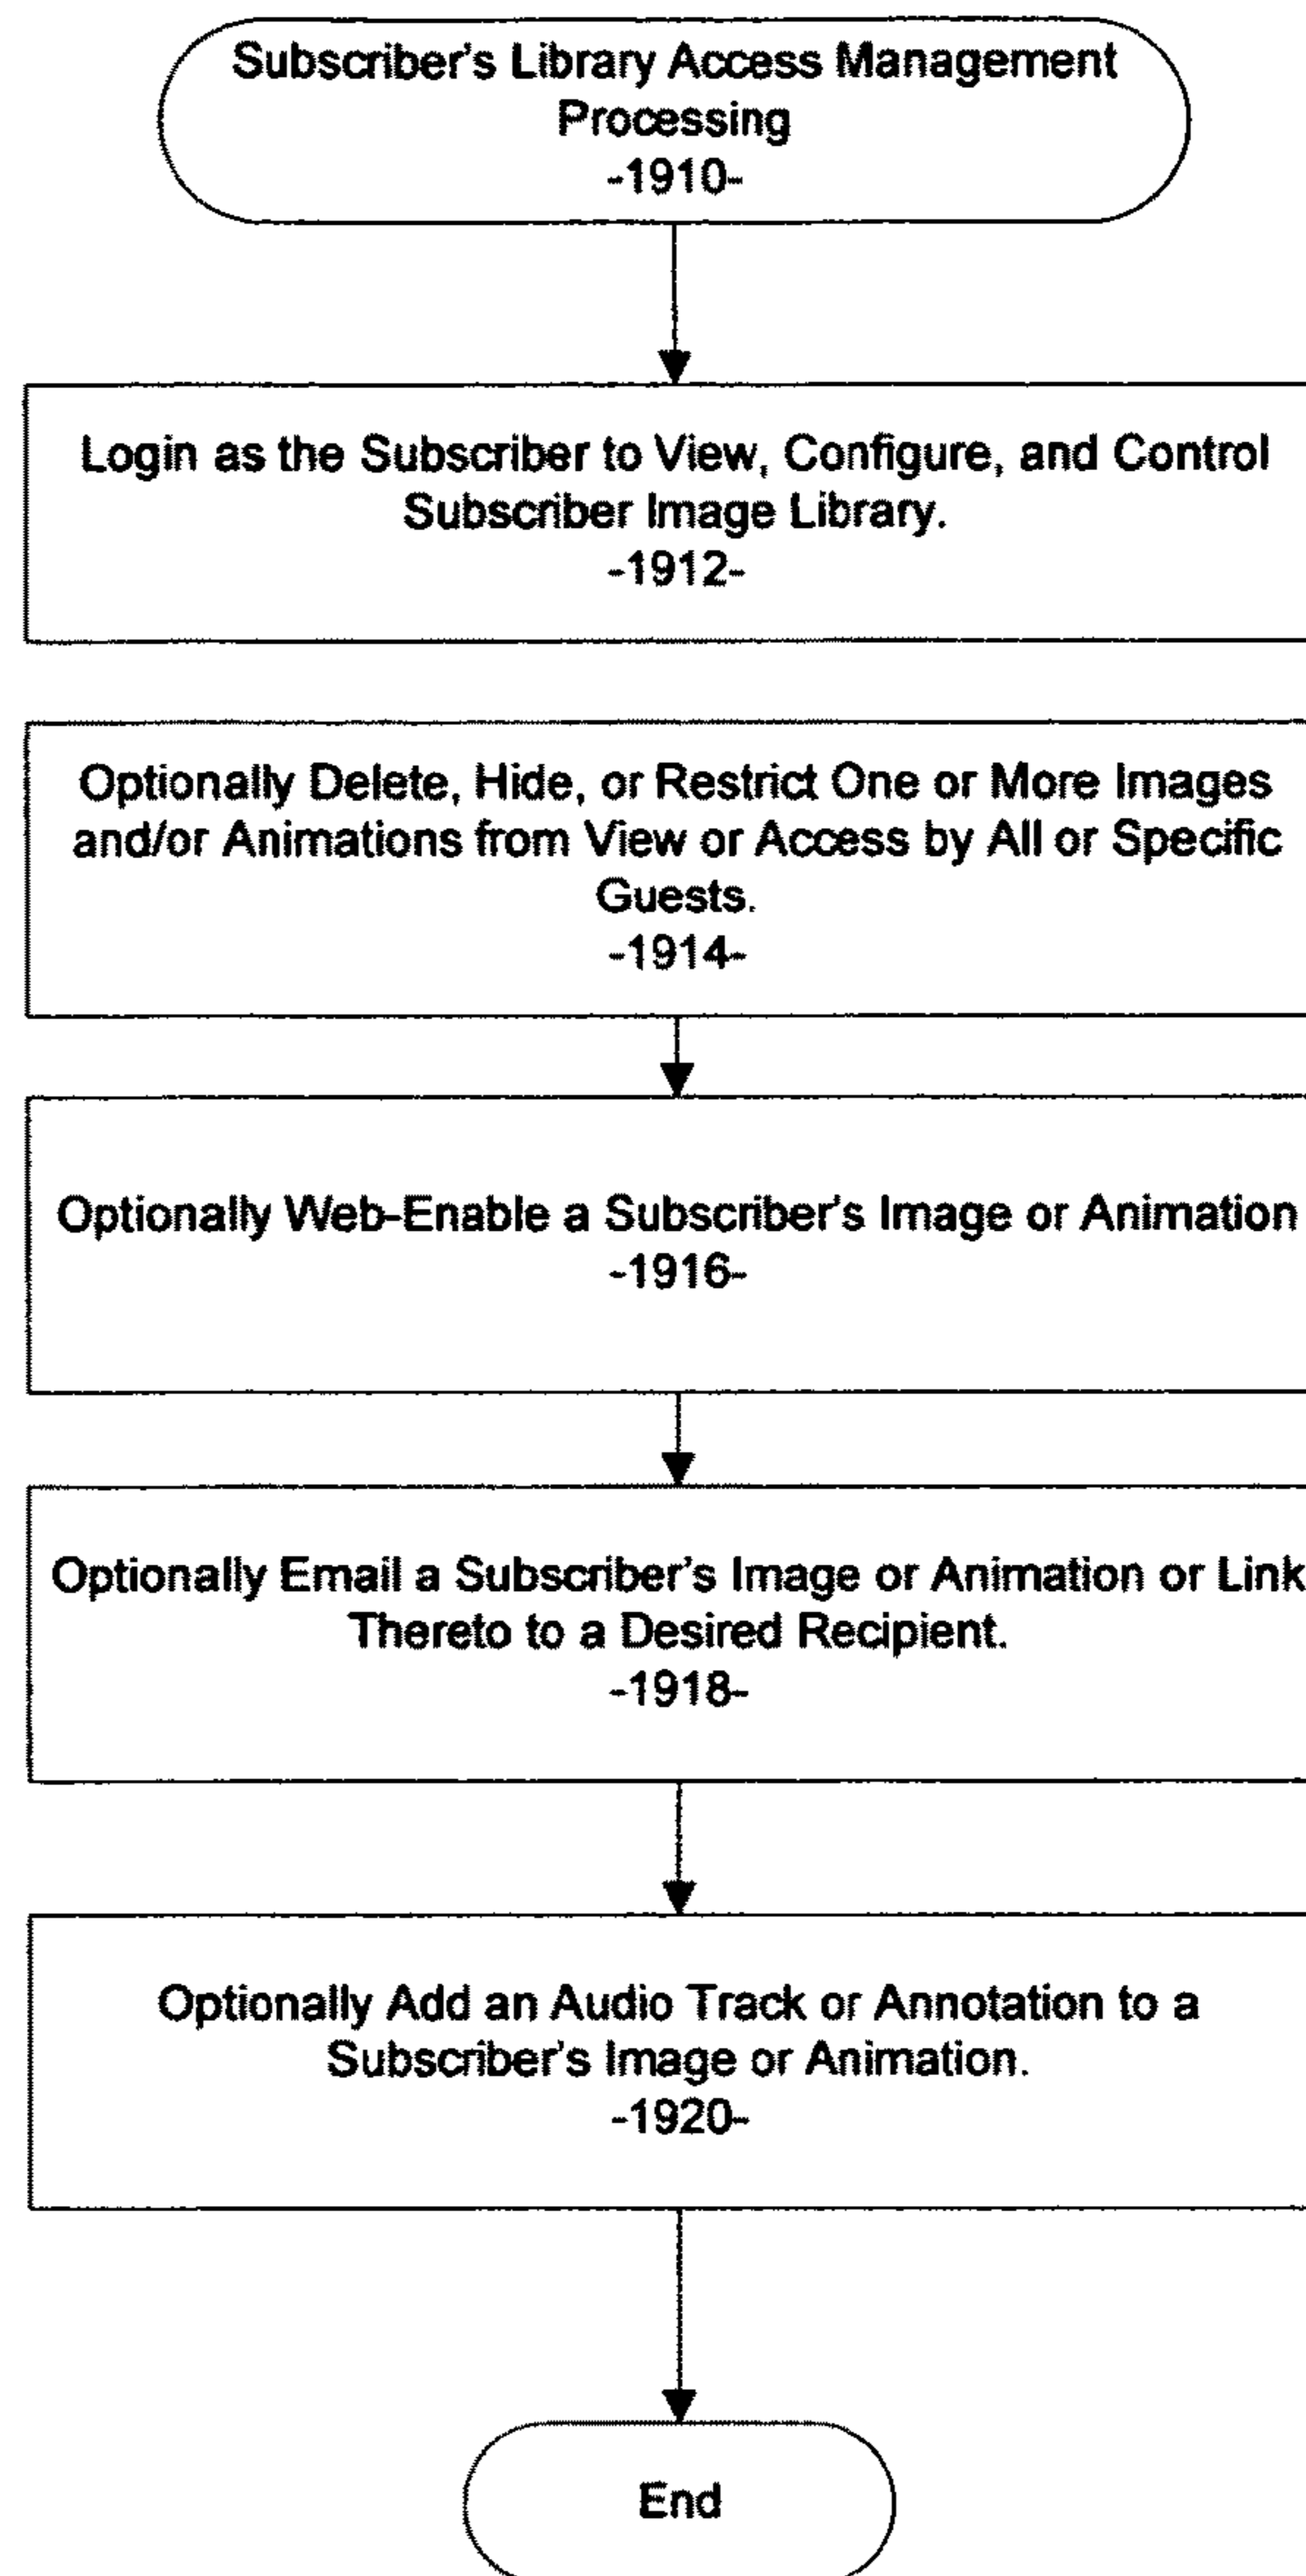 Subscriber's Library Access Management
Processing
-1910-
Login as the Subscriber to View, Configure, and Control
Subscriber Image Library.
-1912-
Optionally Delete, Hide, or Restrict One or More Images
and/or Animations from View or Access by All or Specific
Guests.
-1914-
Optionally Web-Enable a Subscriber's Image or Animation
-1916-
Optionally Email a Subscriber's Image or Animation or Link
Thereto to a Desired Recipient.
-1918-
Optionally Add an Audio Track or Annotation to a
Subscriber's Image or Animation.
-1920-
End